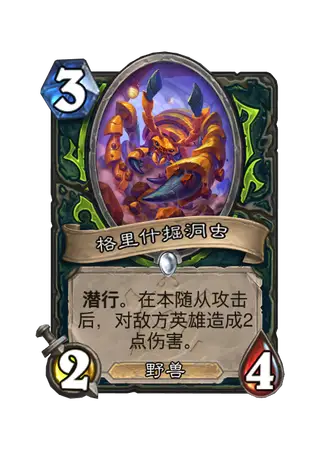 3
格里什掘洞虫
潜行。在本随从攻击
后，对敌方英雄造成2
点伤害。
2
野兽
4